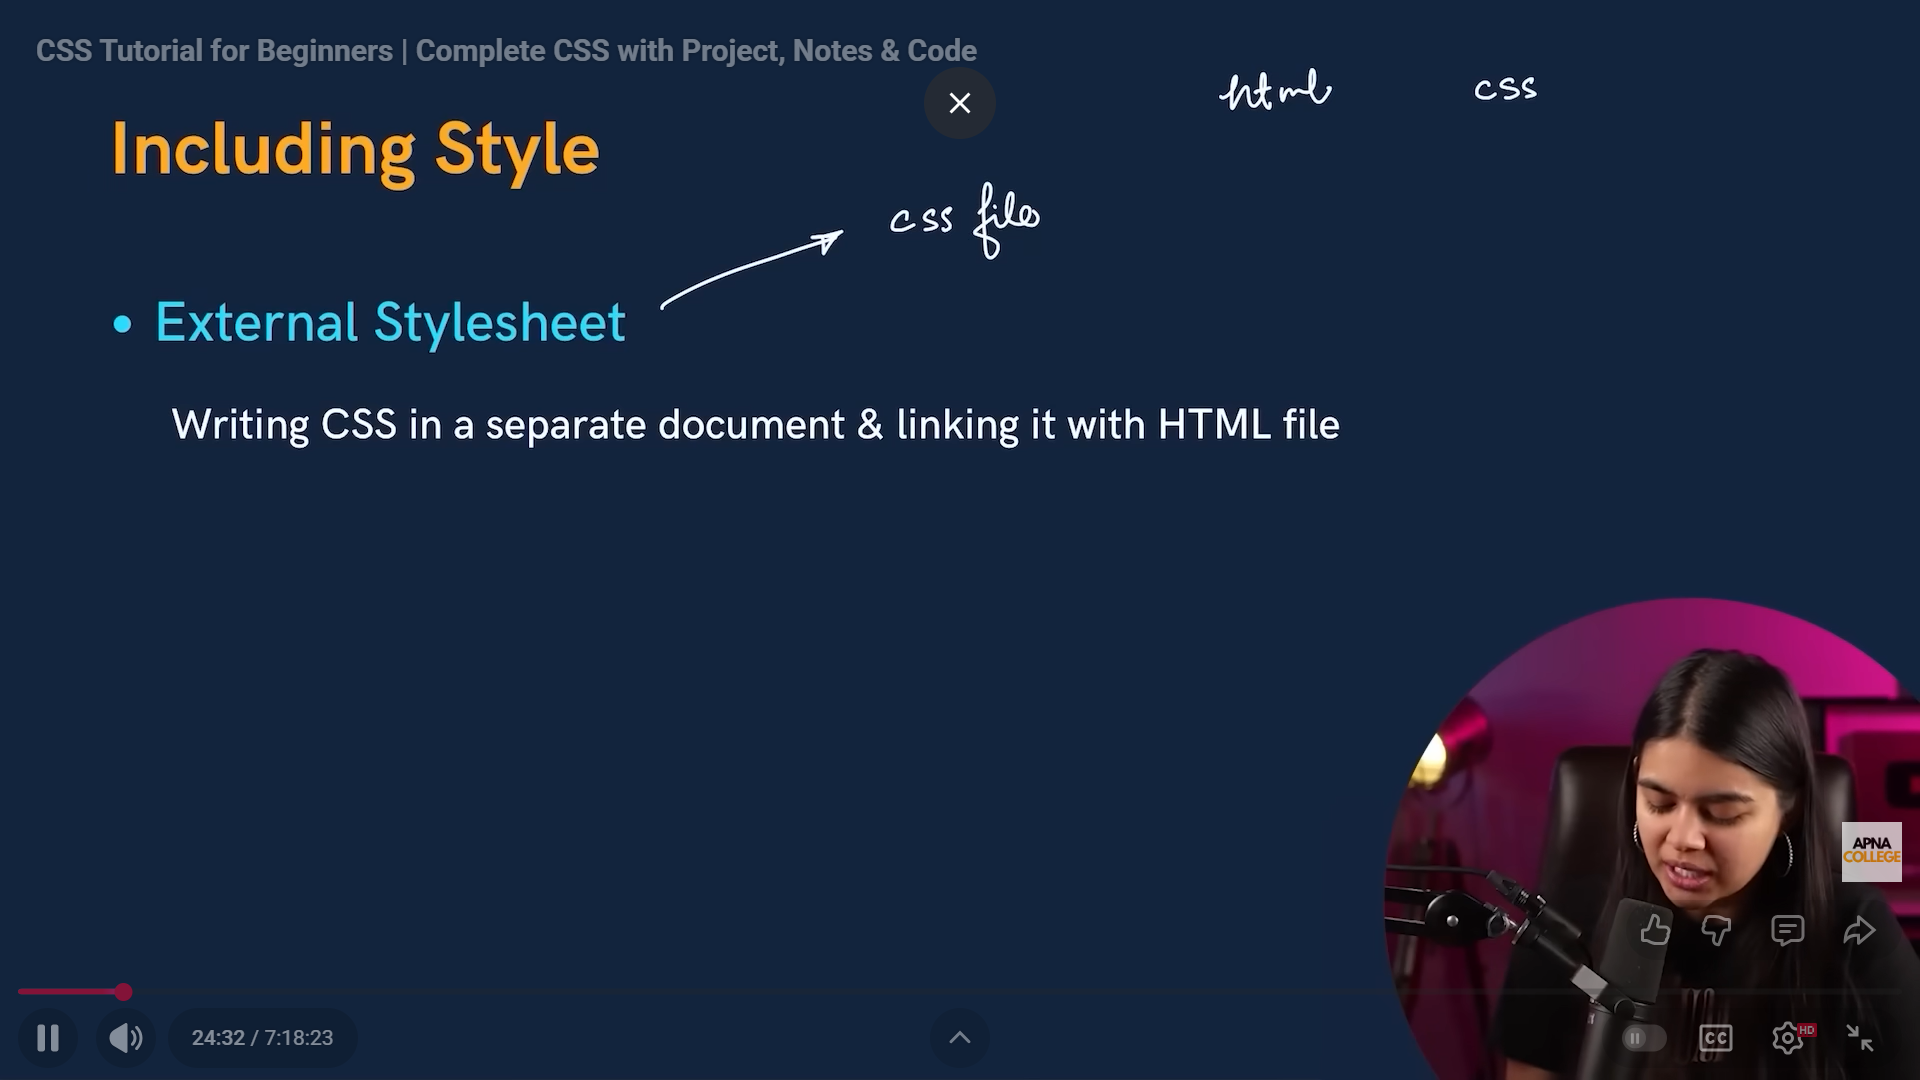 CSS Tutorial for Beginners | Complete CSS with Project, Notes & Code
html css
Including Style
css file
• External Stylesheet
Writing CSS in a separate document & linking it with HTML file
APNA
COLLEGE
24:32 / 7:18:23
CC
HD